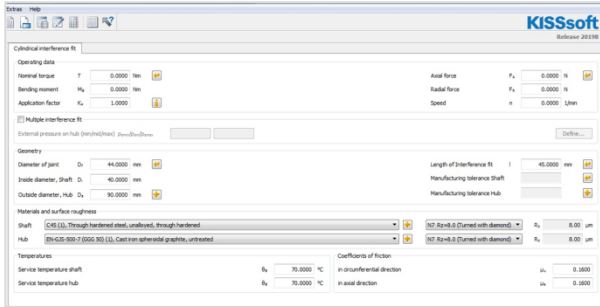 Extras Help
KISSsoft
Release 2019B
Cylindrical interference fit
Operating data
Nominal torque T 0.0000 Nm Axial force Fₐ 0.0000 N
Bending moment MB 0.0000 Nm Radial force Fᵣ 0.0000 N
Application factor Kₐ 1.0000 Speed n 0.0000 1/min
Multiple interference fit
External pressure on hub (min/mid/max) Define...
Geometry
Diameter of joint DF 44.0000 mm Length of Interference fit l 45.0000 mm
Inside diameter, Shaft Dᵢ 40.0000 mm Manufacturing tolerance Shaft
Outside diameter, Hub Dₐ 90.0000 mm Manufacturing tolerance Hub
Materials and surface roughness
Shaft C45 (1), Through hardened steel, unalloyed, through hardened N7 Rz=8.0 (Turned with diamond) 8.00 µm
Hub EN-GJS-500-7 (GGG 50) (1), Cast iron spheroidal graphite, untreated N7 Rz=8.0 (Turned with diamond) 8.00 µm
Temperatures Coefficients of friction
Service temperature shaft 70.0000 °C in circumferential direction 0.1600
Service temperature hub 70.0000 °C in axial direction 0.1600